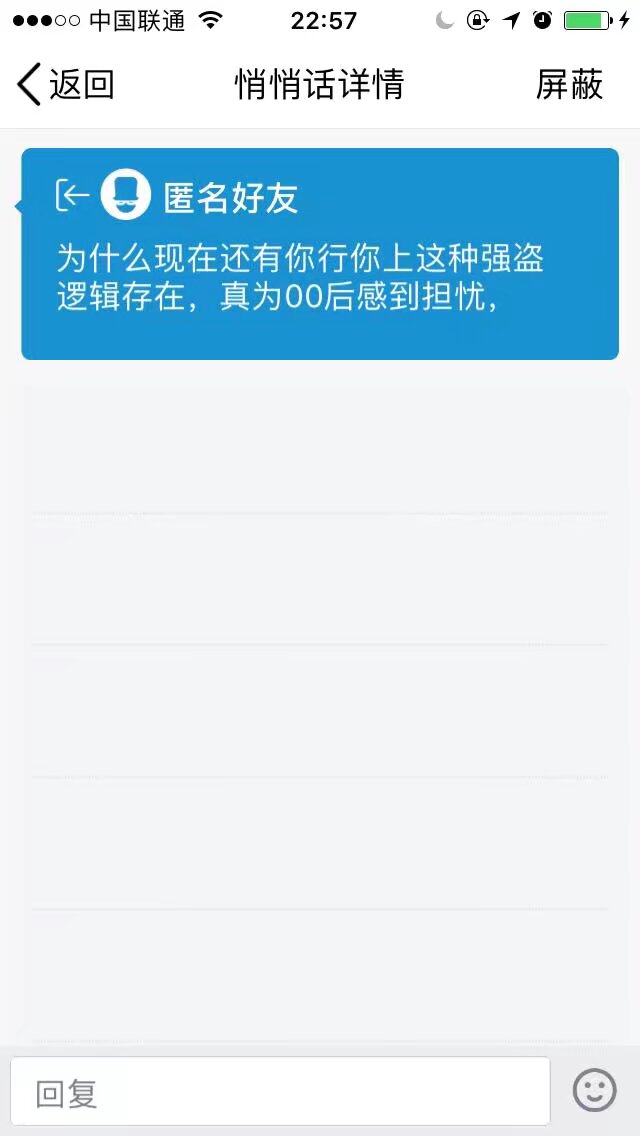 中国联通 22:57
返回 悄悄话详情 屏蔽
匿名好友
为什么现在还有你行你上这种强盗
逻辑存在，真为00后感到担忧，
回复